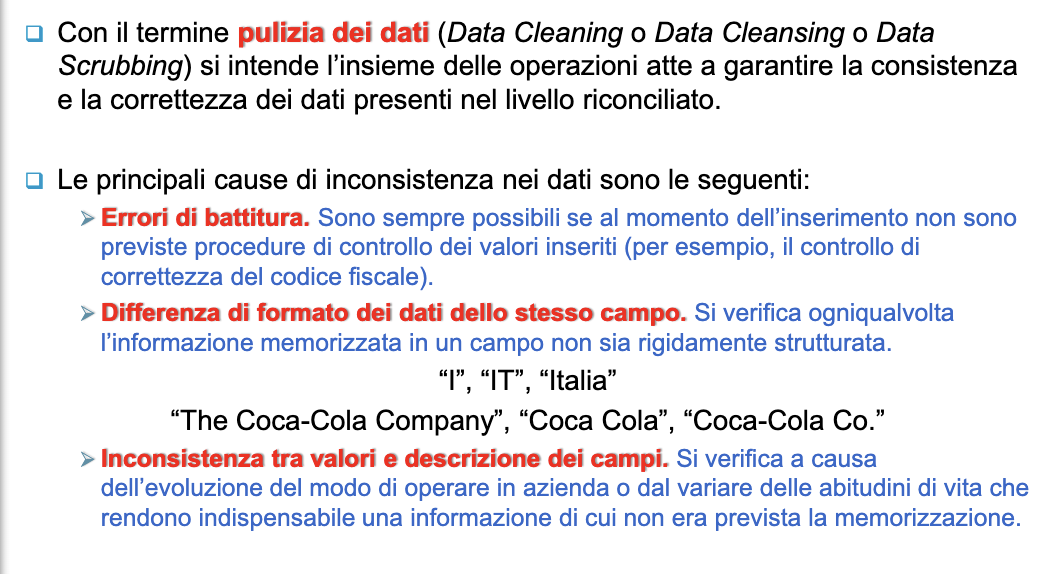 Con il termine pulizia dei dati (Data Cleaning o Data Cleansing o Data
Scrubbing) si intende l’insieme delle operazioni atte a garantire la consistenza
e la correttezza dei dati presenti nel livello riconciliato.
Le principali cause di inconsistenza nei dati sono le seguenti:
Errori di battitura. Sono sempre possibili se al momento dell’inserimento non sono
previste procedure di controllo dei valori inseriti (per esempio, il controllo di
correttezza del codice fiscale).
Differenza di formato dei dati dello stesso campo. Si verifica ogniqualvolta
l’informazione memorizzata in un campo non sia rigidamente strutturata.
“I”, “IT”, “Italia”
“The Coca-Cola Company”, “Coca Cola”, “Coca-Cola Co.”
Inconsistenza tra valori e descrizione dei campi. Si verifica a causa
dell’evoluzione del modo di operare in azienda o dal variare delle abitudini di vita che
rendono indispensabile una informazione di cui non era prevista la memorizzazione.